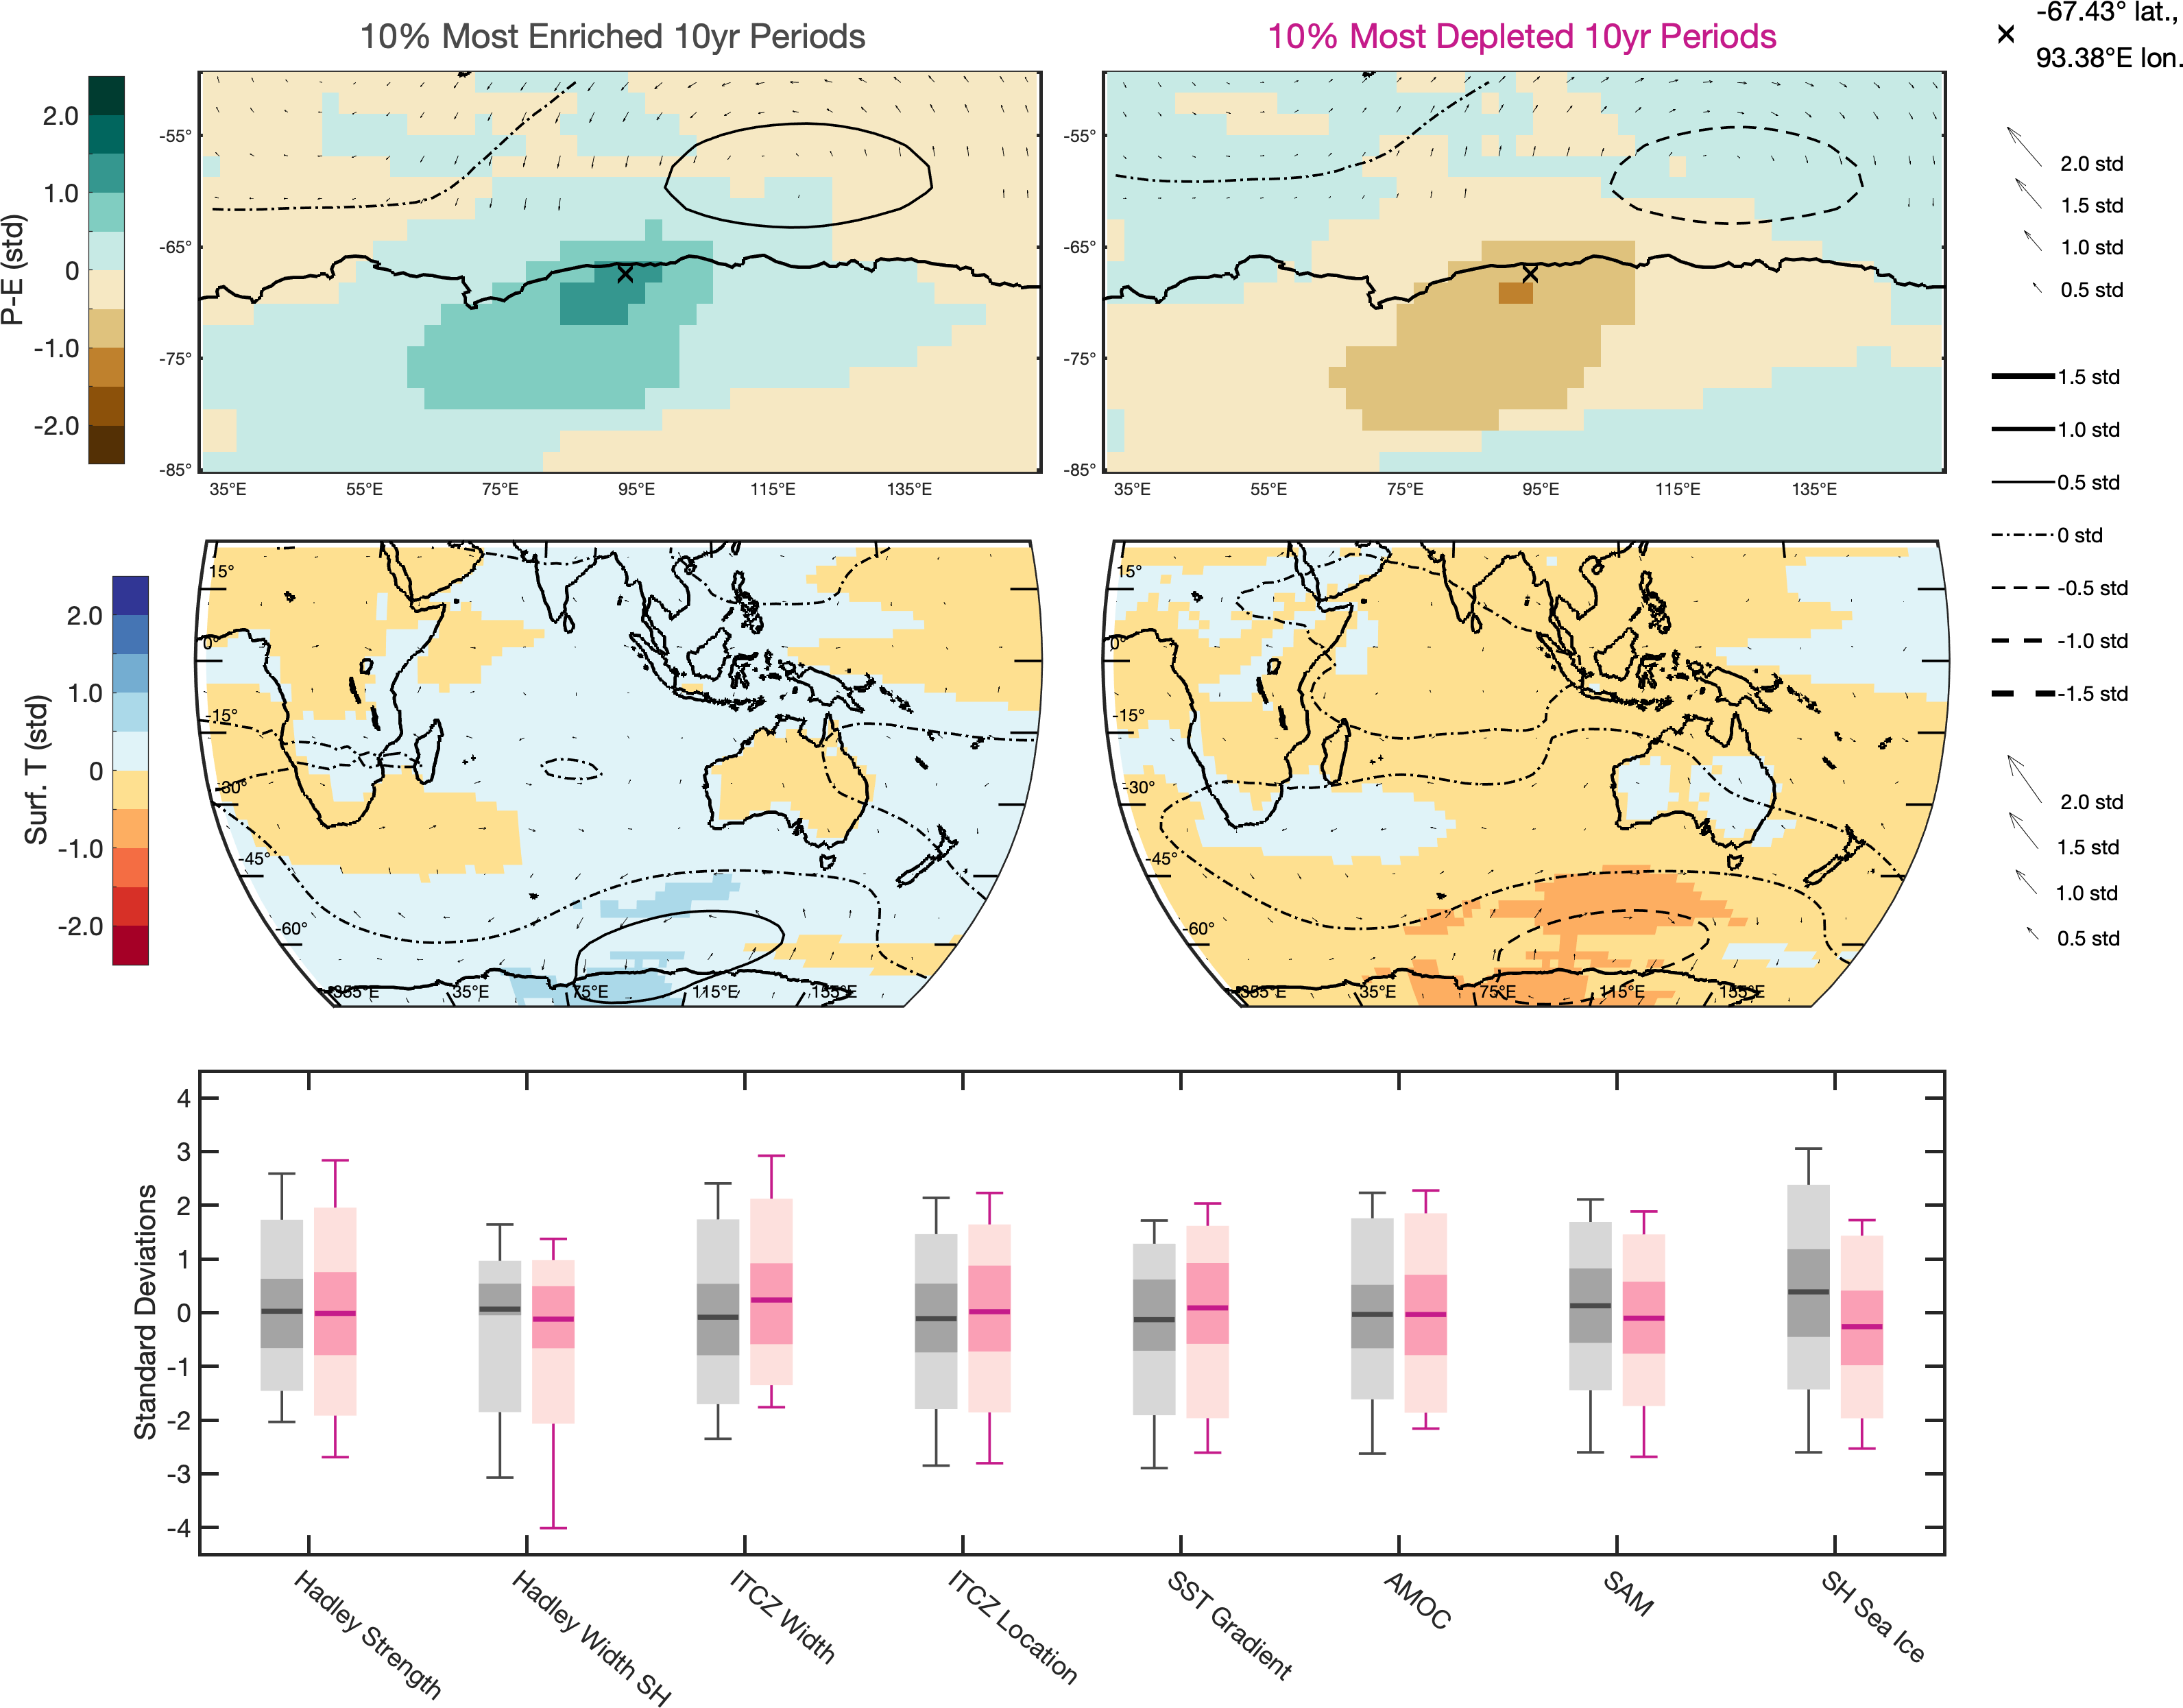 10% Most Enriched 10yr Periods
10% Most Depleted 10yr Periods
-67.43° lat.,
93.38°E lon.
P-E (std)
2.0
1.0
0
-1.0
-2.0
-55°
-65°
-75°
-85°
35°E 55°E 75°E 95°E 115°E 135°E
-55°
-65°
-75°
-85°
35°E 55°E 75°E 95°E 115°E 135°E
2.0 std
1.5 std
1.0 std
0.5 std
1.5 std
1.0 std
0.5 std
0 std
-0.5 std
-1.0 std
-1.5 std
2.0 std
1.5 std
1.0 std
0.5 std
Surf. T (std)
2.0
1.0
0
-1.0
-2.0
15°
0°
-15°
-30°
-45°
-60°
-355°E 35°E 75°E 115°E 155°E
15°
0°
-15°
-30°
-45°
-60°
-355°E 35°E 75°E 115°E 155°E
Standard Deviations
4
3
2
1
0
-1
-2
-3
-4
Hadley Strength
Hadley Width SH
ITCZ Width
ITCZ Location
SST Gradient
AMOC
SAM
SH Sea Ice